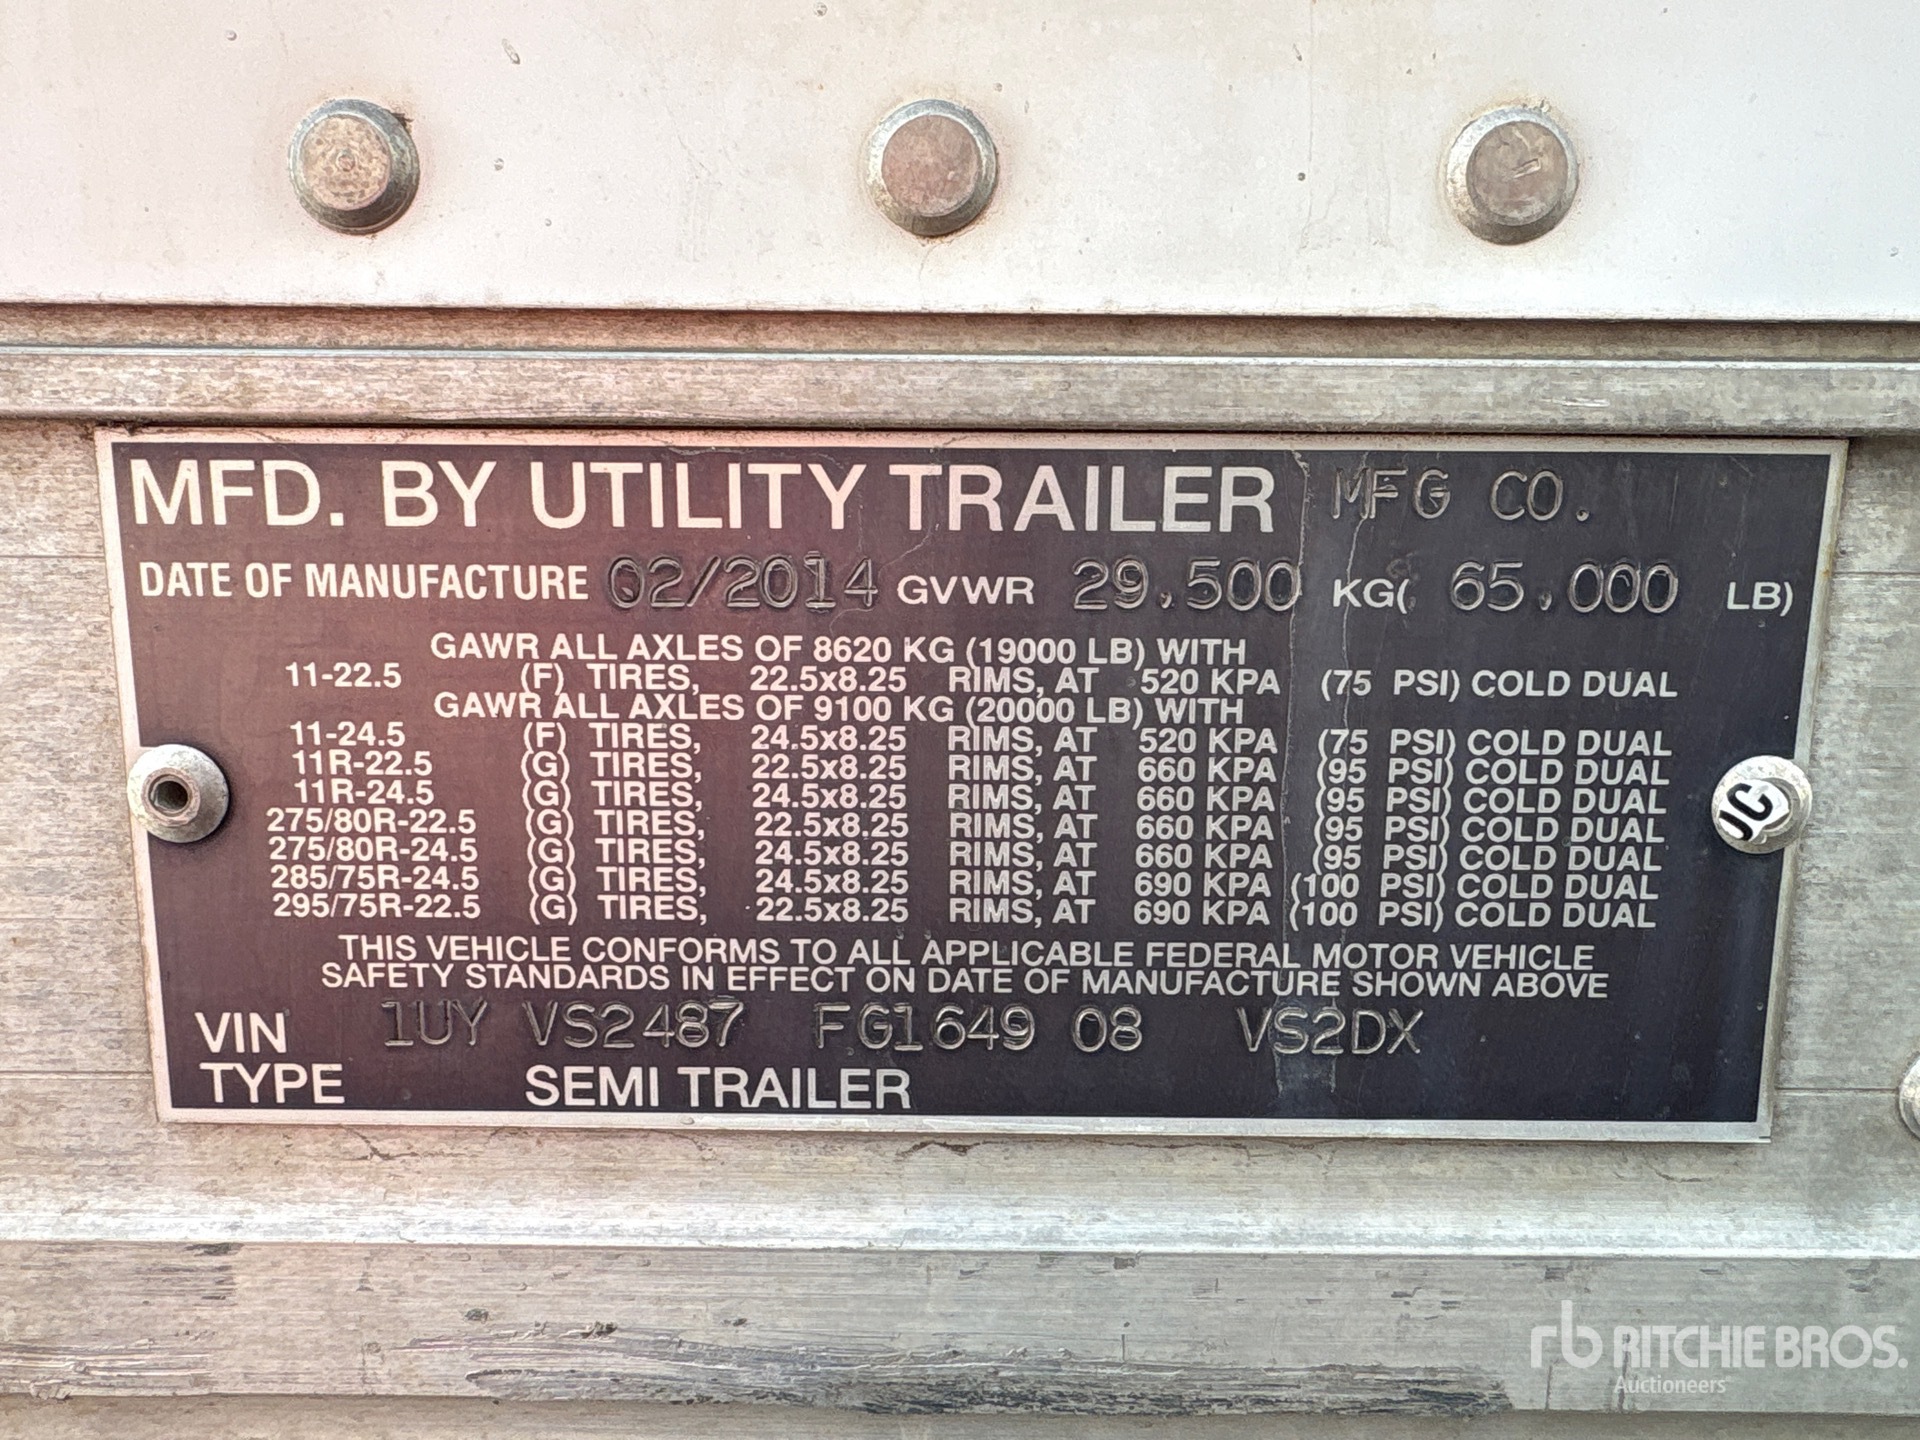 MFD. BY UTILITY TRAILER MFG CO.
DATE OF MANUFACTURE 02/2014 GVWR 29.500 KG( 65.000 LB)
GAWR ALL AXLES OF 8620 KG (19000 LB) WITH
11-22.5 (F) TIRES, 22.5x8.25 RIMS, AT 520 KPA (75 PSI) COLD DUAL
GAWR ALL AXLES OF 9100 KG (20000 LB) WITH
11-24.5 (F) TIRES, 24.5x8.25 RIMS, AT 520 KPA (75 PSI) COLD DUAL
11R-22.5 (G) TIRES, 22.5x8.25 RIMS, AT 660 KPA (95 PSI) COLD DUAL
11R-24.5 (G) TIRES, 24.5x8.25 RIMS, AT 660 KPA (95 PSI) COLD DUAL
275/80R-22.5 (G) TIRES, 22.5x8.25 RIMS, AT 660 KPA (95 PSI) COLD DUAL
275/80R-24.5 (G) TIRES, 24.5x8.25 RIMS, AT 660 KPA (95 PSI) COLD DUAL
285/75R-24.5 (G) TIRES, 24.5x8.25 RIMS, AT 690 KPA (100 PSI) COLD DUAL
295/75R-22.5 (G) TIRES, 22.5x8.25 RIMS, AT 690 KPA (100 PSI) COLD DUAL
JC
THIS VEHICLE CONFORMS TO ALL APPLICABLE FEDERAL MOTOR VEHICLE
SAFETY STANDARDS IN EFFECT ON DATE OF MANUFACTURE SHOWN ABOVE
VIN 1UY VS2487 FG1649 08 VS2DX
TYPE SEMI TRAILER
rb RITCHIE BROS.
Auctioneers